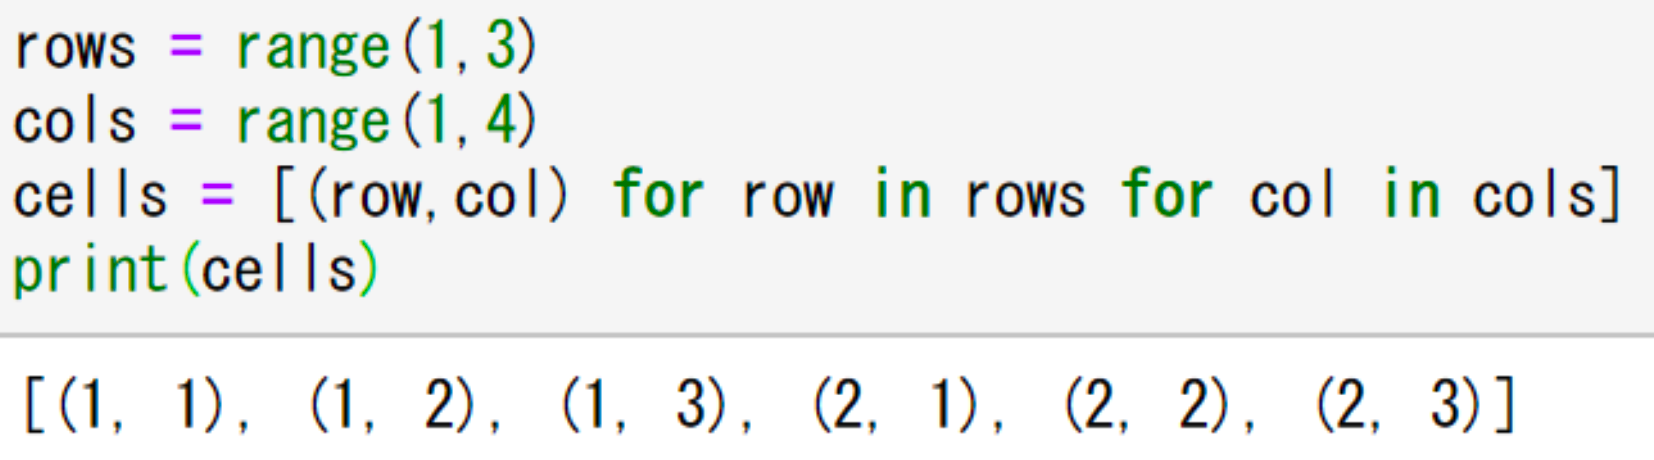 rows = range(1,3)
cols = range(1,4)
cells = [(row,col) for row in rows for col in cols]
print(cells)
[(1, 1), (1, 2), (1, 3), (2, 1), (2, 2), (2, 3)]